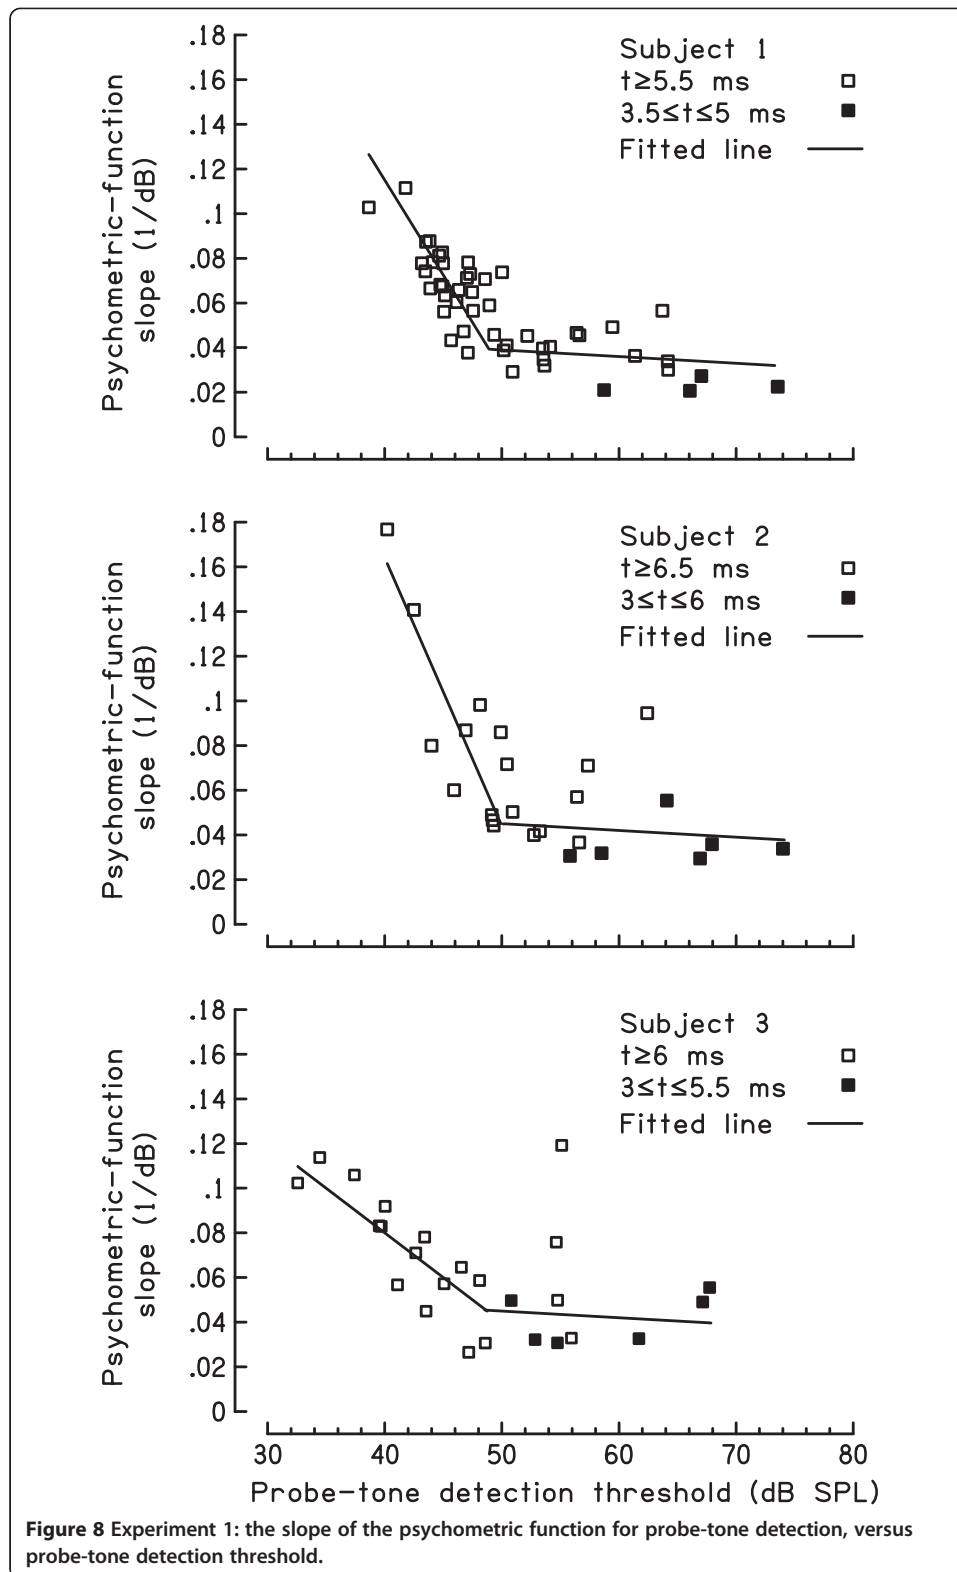 .18
.16
.14
.12
.1
.08
.06
.04
.02
0
Psychometric-function
slope (1/dB)
Subject 1
t≥5.5 ms
3.5≤t≤5 ms
Fitted line
.18
.16
.14
.12
.1
.08
.06
.04
.02
0
Psychometric-function
slope (1/dB)
Subject 2
t≥6.5 ms
3≤t≤6 ms
Fitted line
.18
.16
.14
.12
.1
.08
.06
.04
.02
0
Psychometric-function
slope (1/dB)
Subject 3
t≥6 ms
3≤t≤5.5 ms
Fitted line
30 40 50 60 70 80
Probe-tone detection threshold (dB SPL)
Figure 8 Experiment 1: the slope of the psychometric function for probe-tone detection, versus
probe-tone detection threshold.